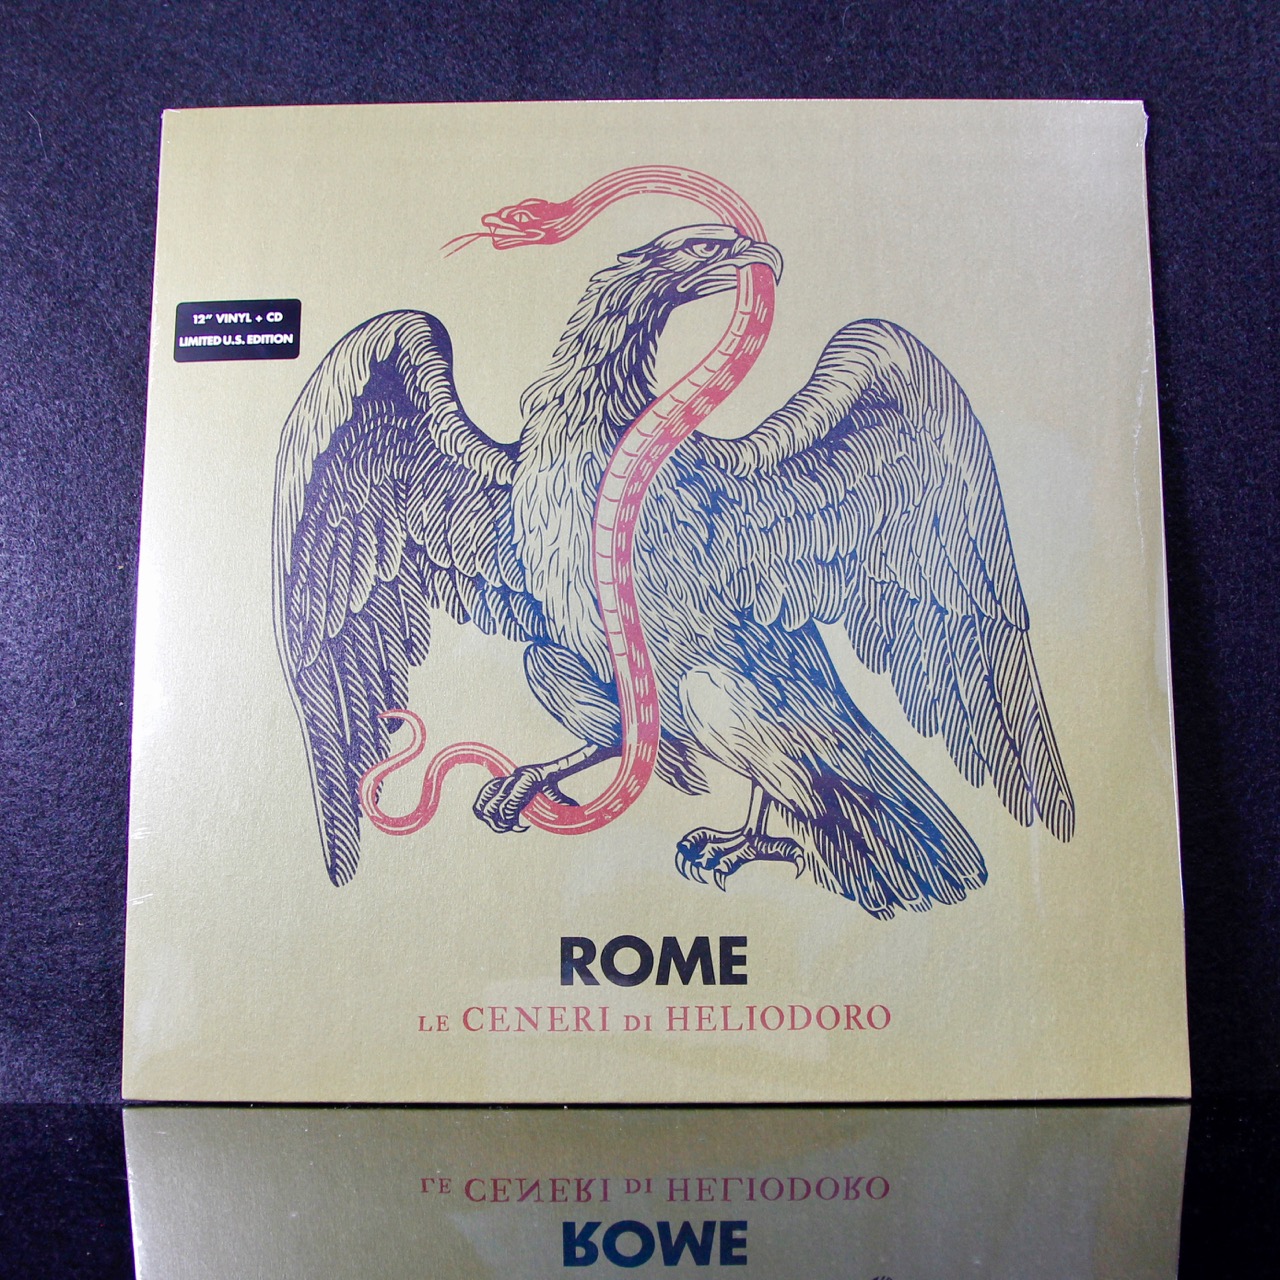 12" VINYL + CD
LIMITED U.S. EDITION
ROME
LE CENERI DI HELIODORO
LE CENERI DI HELIODORO
ROME